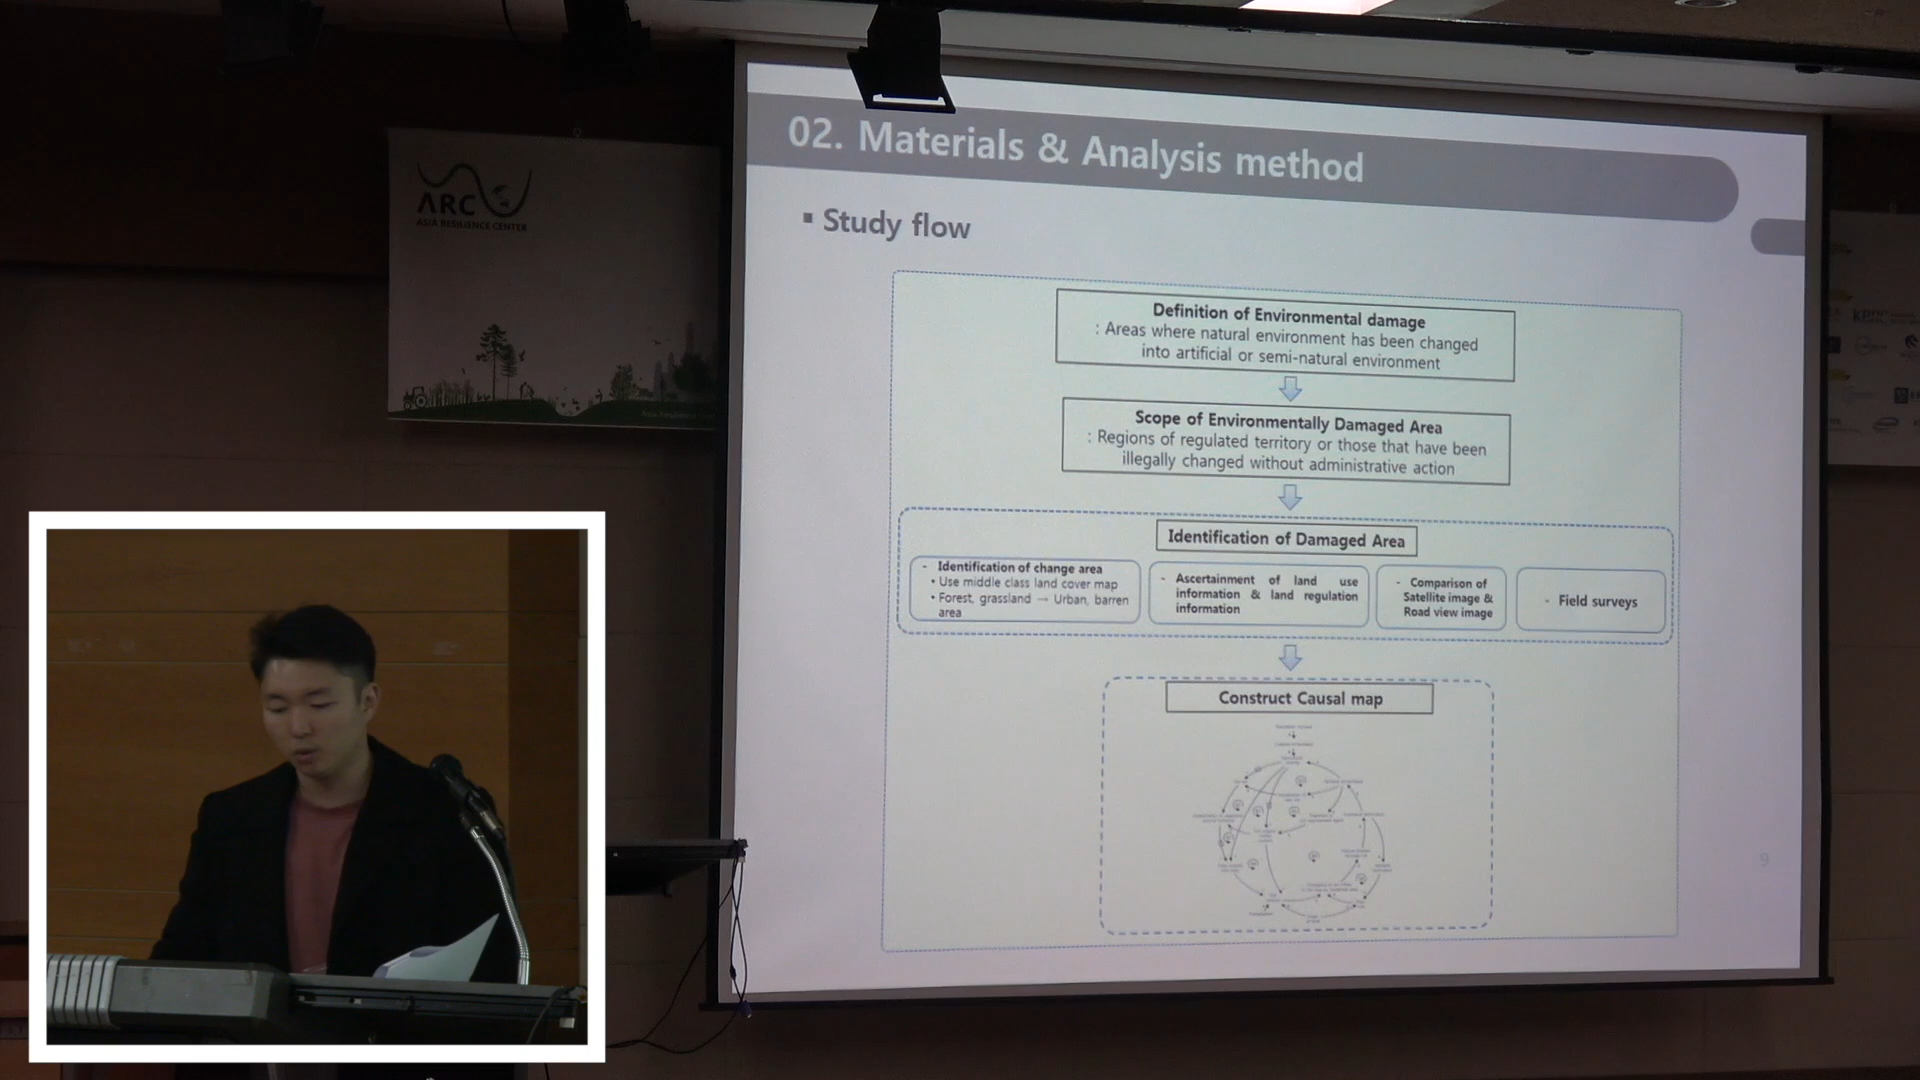 ARC
ASIA RESILIENCE CENTER
02. Materials & Analysis method
▪ Study flow
Definition of Environmental damage
: Areas where natural environment has been changed
into artificial or semi-natural environment
Scope of Environmentally Damaged Area
: Regions of regulated territory or those that have been
illegally changed without administrative action
Identification of Damaged Area
- Identification of change area
• Use middle class land cover map
• Forest, grassland → Urban, barren
area
- Ascertainment of land use
information & land regulation
information
- Comparison of
Satellite image &
Road view image
- Field surveys
Construct Causal map
9